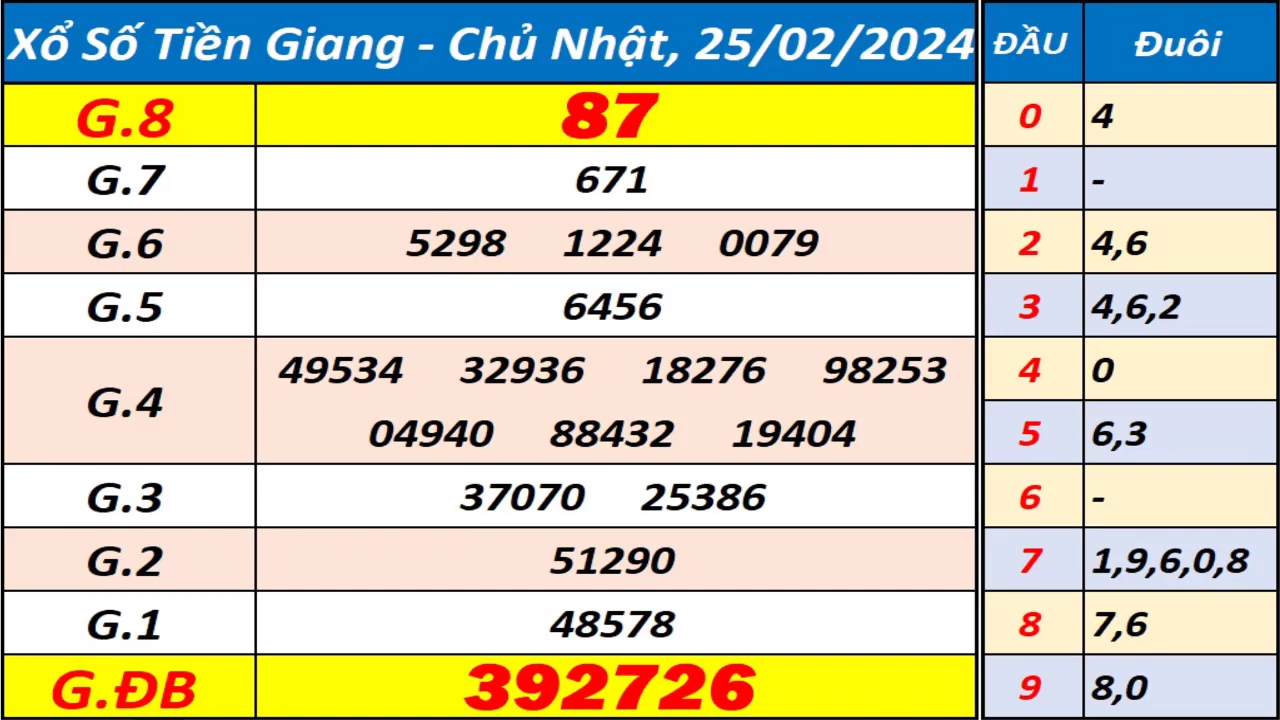 Xổ Số Tiền Giang - Chủ Nhật, 25/02/2024 ĐẦU Đuôi
G.8 87 0 4
G.7 671 1 -
G.6 5298 1224 0079 2 4,6
G.5 6456 3 4,6,2
G.4 49534 32936 18276 98253 4 0
04940 88432 19404 5 6,3
G.3 37070 25386 6 -
G.2 51290 7 1,9,6,0,8
G.1 48578 8 7,6
G.ĐB 392726 9 8,0